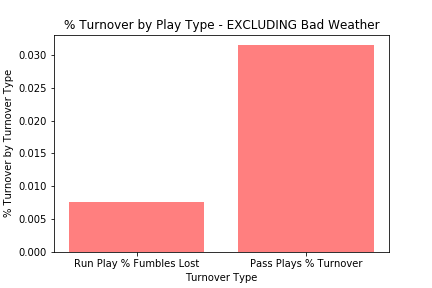 % Turnover by Play Type - EXCLUDING Bad Weather
% Turnover by Turnover Type
0.030
0.025
0.020
0.015
0.010
0.005
0.000
Run Play % Fumbles Lost
Pass Plays % Turnover
Turnover Type